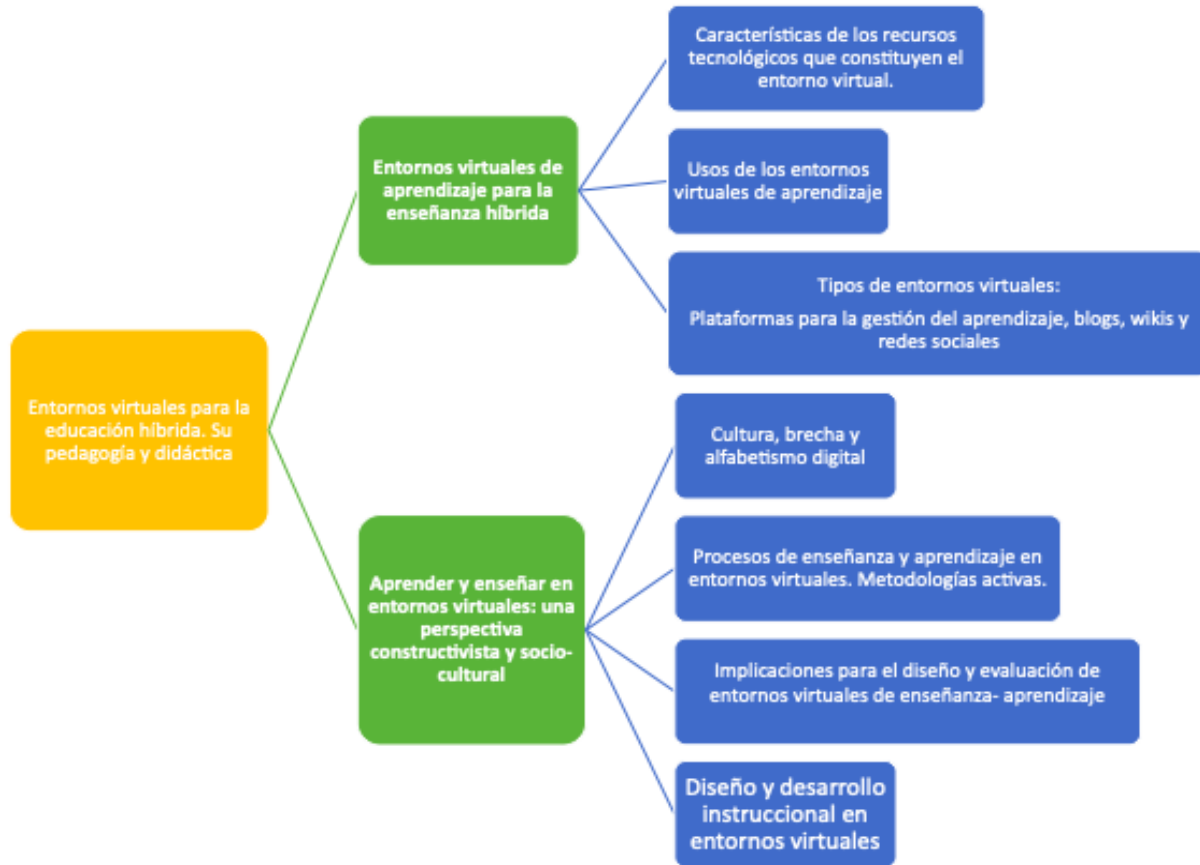 Características de los recursos
tecnológicos que constituyen el
entorno virtual.
Entornos virtuales de
aprendizaje para la
enseñanza híbrida
Usos de los entornos
virtuales de aprendizaje
Tipos de entornos virtuales:
Plataformas para la gestión del aprendizaje, blogs, wikis y
redes sociales
Entornos virtuales para la
educación híbrida. Su
pedagogía y didáctica
Cultura, brecha y
alfabetismo digital
Aprender y enseñar en
entornos virtuales: una
perspectiva
constructivista y socio-
cultural
Procesos de enseñanza y aprendizaje en
entornos virtuales. Metodologías activas.
Implicaciones para el diseño y evaluación de
entornos virtuales de enseñanza- aprendizaje
Diseño y desarrollo
instruccional en
entornos virtuales